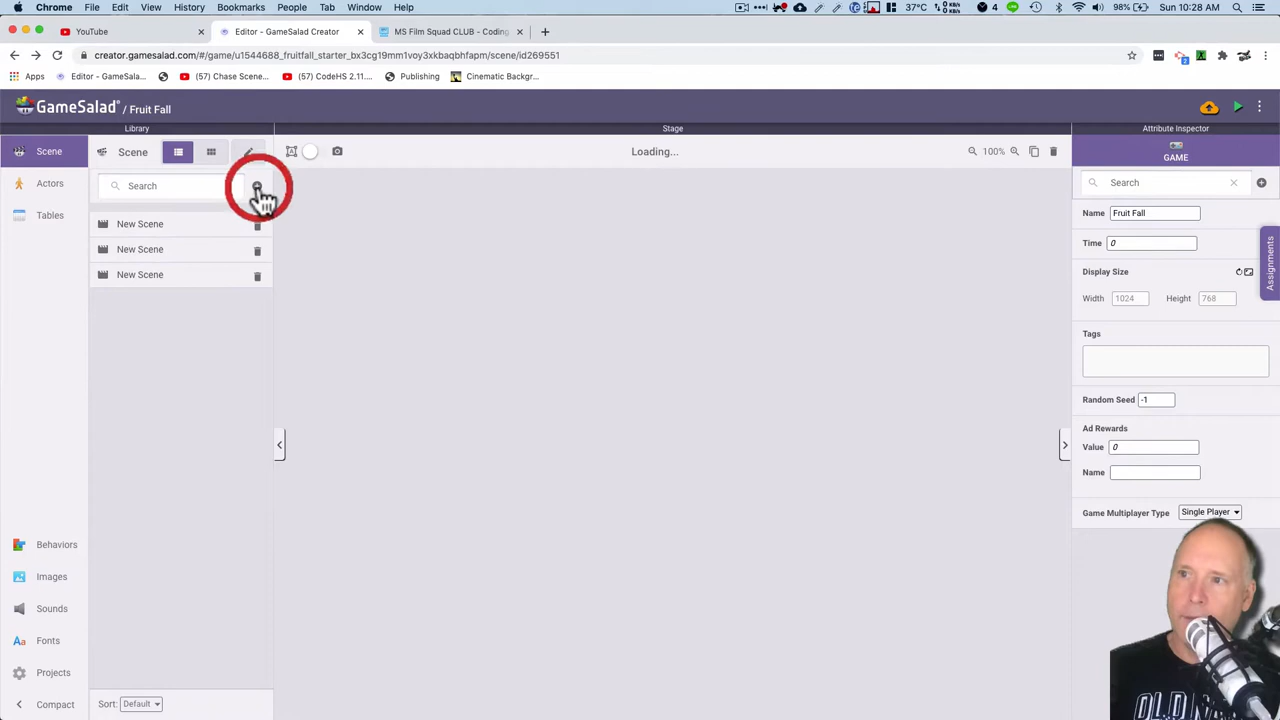 Chrome File Edit View History Bookmarks People Tab Window Help 37°C 4 98% Sun 10:28 AM
YouTube Editor - GameSalad Creator MS Film Squad CLUB - Coding
creator.gamesalad.com/#/game/u1544688_fruitfall_starter_bx3cg19mm1voy3xkbaqbhfapm/scene/id269551
Apps Editor - GameSala... (57) Chase Scene... (57) CodeHS 2.11.... Publishing Cinematic Backgr...
GameSalad® / Fruit Fall
Library Stage Attribute Inspector
Scene Scene Loading... 100% GAME
Actors Search Search
Tables
New Scene
New Scene
New Scene
Name Fruit Fall
Time 0
Display Size
Width 1024 Height 768
Assignments
Tags
Random Seed -1
Ad Rewards
Value 0
Name
Game Multiplayer Type Single Player
Behaviors
Images
Sounds
Fonts
Projects
Compact
Sort: Default
OLD